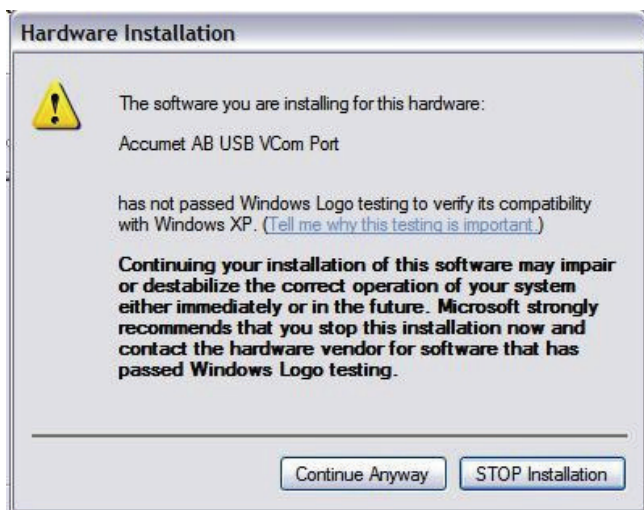 Hardware Installation
The software you are installing for this hardware:
Accumet AB USB VCom Port
has not passed Windows Logo testing to verify its compatibility
with Windows XP. (Tell me why this testing is important.)
Continuing your installation of this software may impair
or destabilize the correct operation of your system
either immediately or in the future. Microsoft strongly
recommends that you stop this installation now and
contact the hardware vendor for software that has
passed Windows Logo testing.
Continue Anyway
STOP Installation